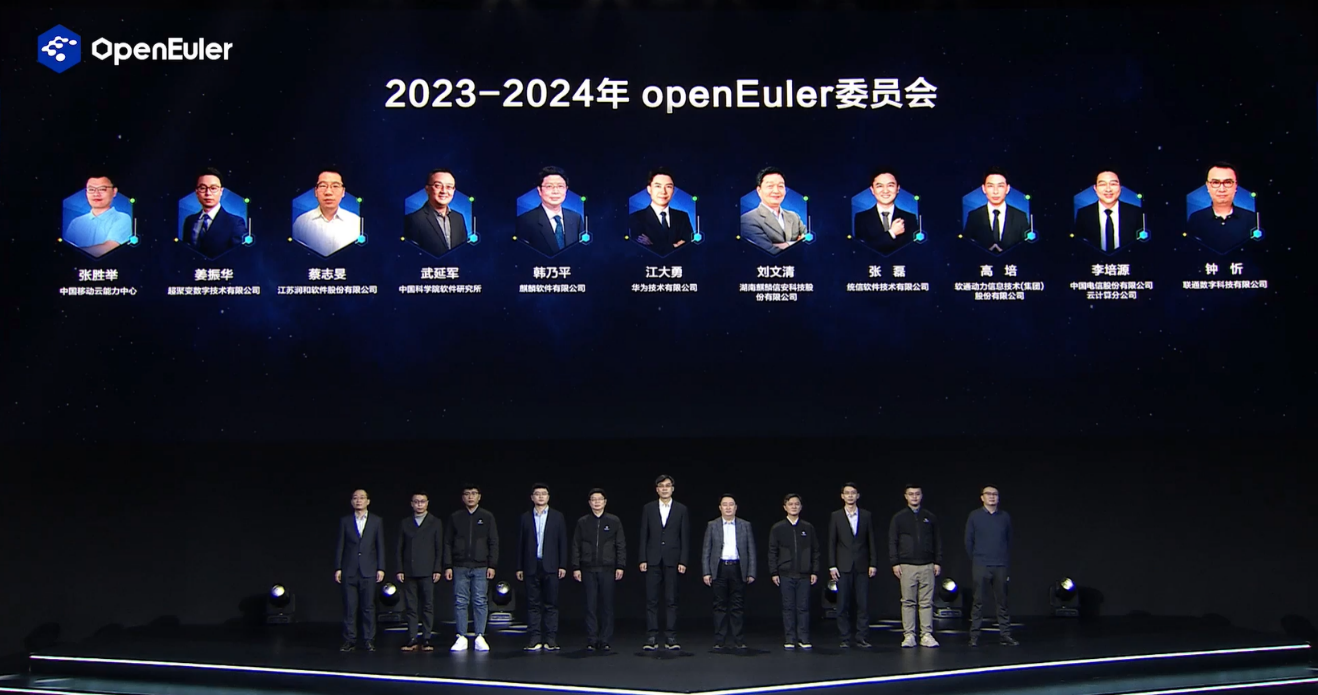 OpenEuler
2023-2024年 openEuler委员会
张胜举
中国移动云能力中心
姜振华
超聚变数字技术有限公司
蔡志旻
江苏润和软件股份有限公司
武延军
中国科学院软件研究所
韩乃平
麒麟软件有限公司
江大勇
华为技术有限公司
刘文清
湖南麒麟信安科技股
份有限公司
张 磊
统信软件技术有限公司
高 培
软通动力信息技术(集团)
股份有限公司
李培源
中国电信股份有限公司
云计算分公司
钟 忻
联通数字科技有限公司